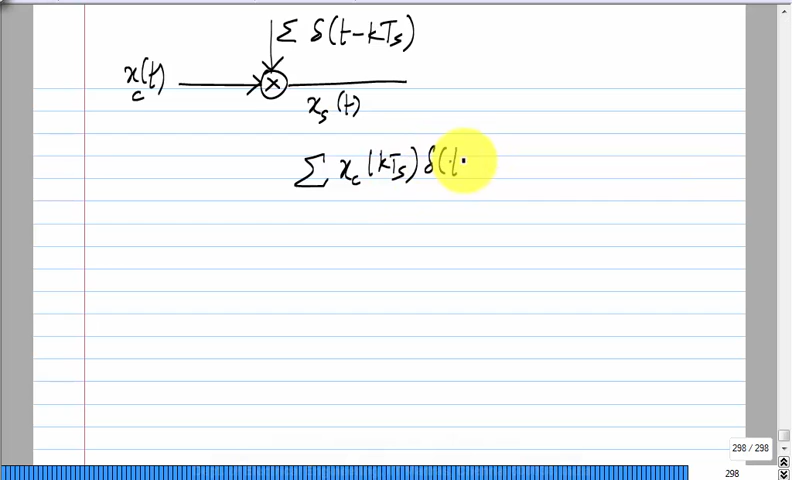 Σ δ(t-kTs)
xc(t)
×
xs(t)
Σ xc(kTs) δ(t
298 / 298
298